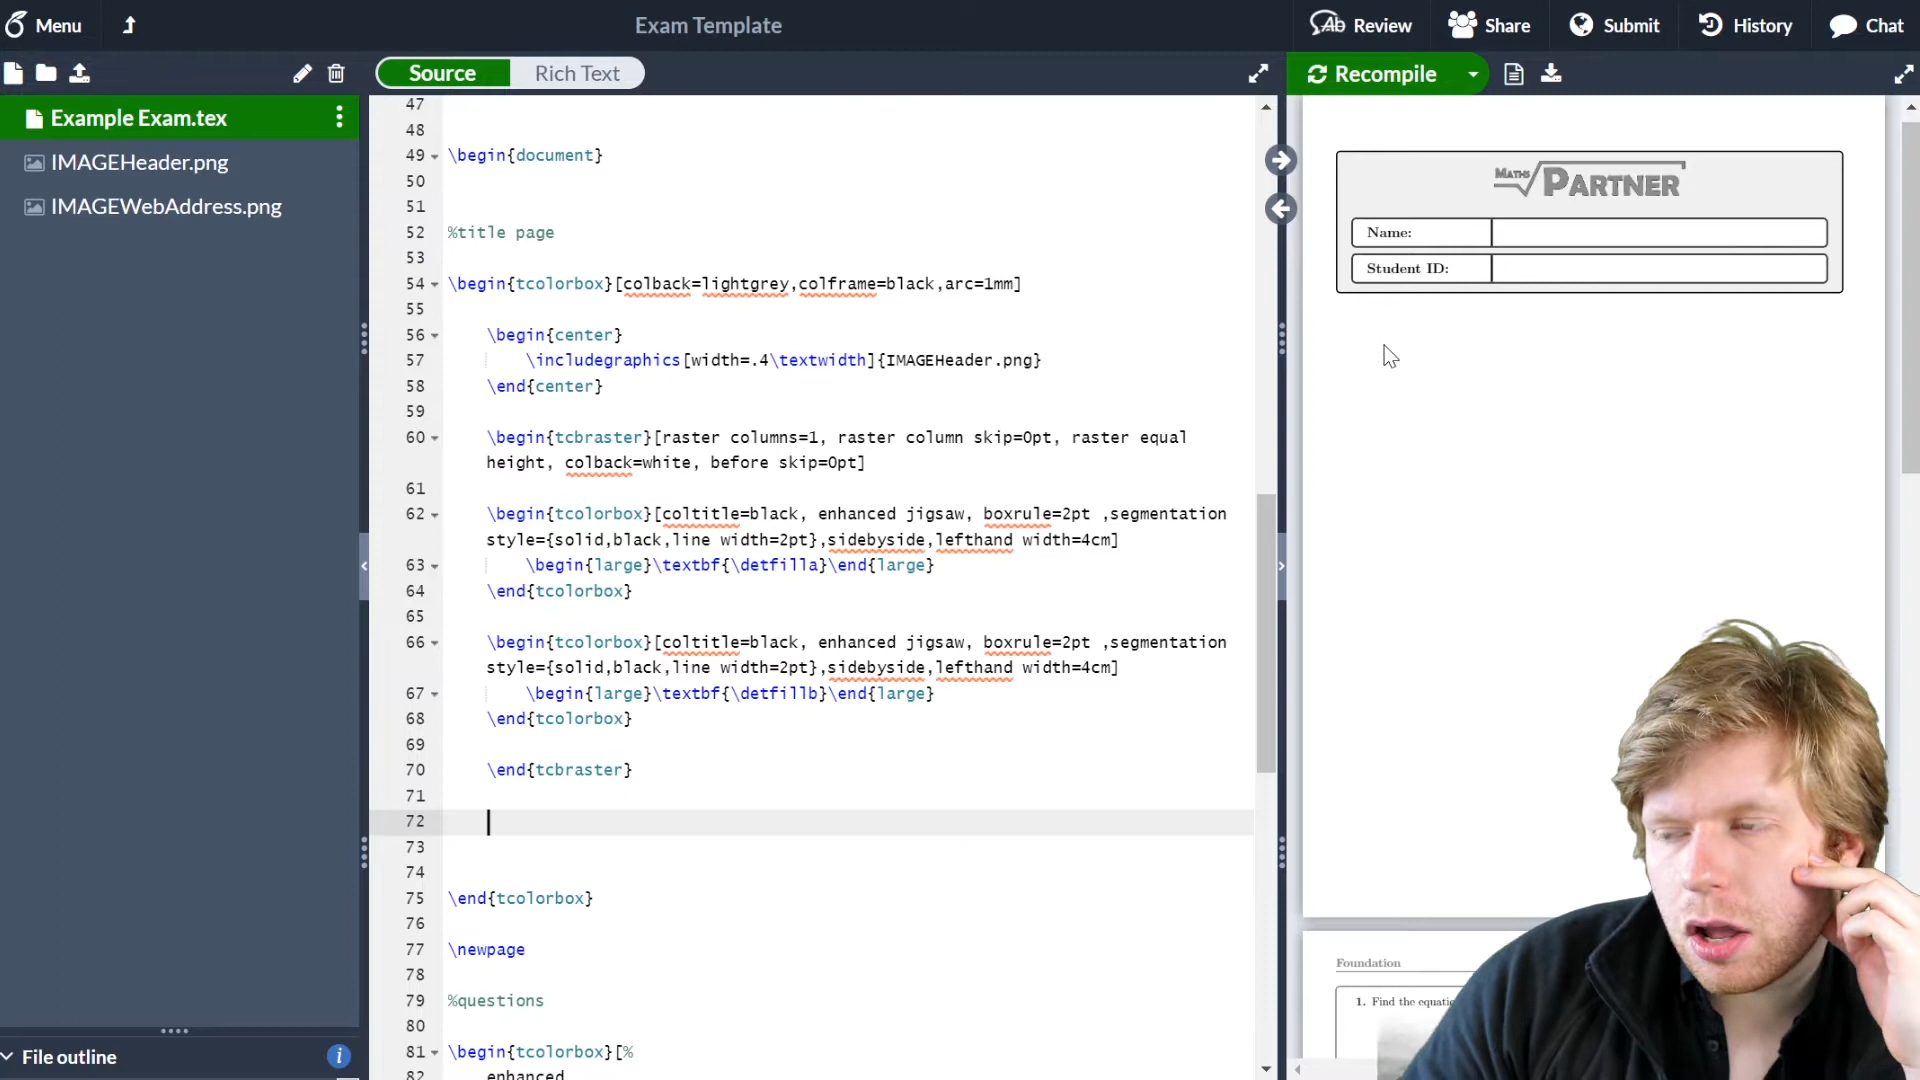 Menu
Exam Template
Review
Share
Submit
History
Chat
Source
Rich Text
Recompile
Example Exam.tex
IMAGEHeader.png
IMAGEWebAddress.png
File outline
47
48
49 \begin{document}
50
51
52 %title page
53
54 \begin{tcolorbox}[colback=lightgrey,colframe=black,arc=1mm]
55
56 \begin{center}
57 \includegraphics[width=.4\textwidth]{IMAGEHeader.png}
58 \end{center}
59
60 \begin{tcbraster}[raster columns=1, raster column skip=0pt, raster equal
height, colback=white, before skip=0pt]
61
62 \begin{tcolorbox}[coltitle=black, enhanced jigsaw, boxrule=2pt ,segmentation
style={solid,black,line width=2pt},sidebyside,lefthand width=4cm]
63 \begin{large}\textbf{\detfilla}\end{large}
64 \end{tcolorbox}
65
66 \begin{tcolorbox}[coltitle=black, enhanced jigsaw, boxrule=2pt ,segmentation
style={solid,black,line width=2pt},sidebyside,lefthand width=4cm]
67 \begin{large}\textbf{\detfillb}\end{large}
68 \end{tcolorbox}
69
70 \end{tcbraster}
71
72
73
74
75 \end{tcolorbox}
76
77 \newpage
78
79 %questions
80
81 \begin{tcolorbox}[%
82 enhanced
MATHS PARTNER
Name:
Student ID:
Foundation
1. Find the equatio